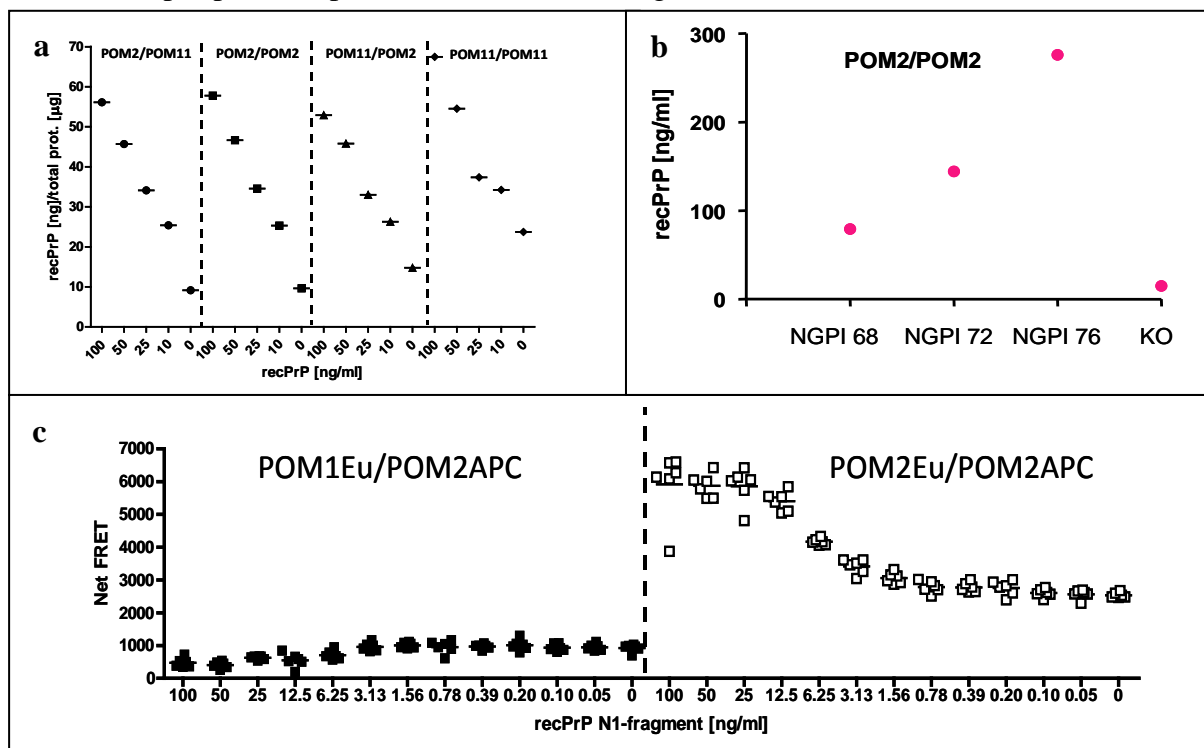 a
POM2/POM11
POM2/POM2
POM11/POM2
POM11/POM11
recPrP [ng]/total prot. [µg]
70
60
50
40
30
20
10
0
100
50
25
10
0
100
50
25
10
0
100
50
25
10
0
100
50
25
10
0
recPrP [ng/ml]
b
POM2/POM2
recPrP [ng/ml]
300
200
100
0
NGPI 68
NGPI 72
NGPI 76
KO
c
POM1Eu/POM2APC
POM2Eu/POM2APC
Net FRET
7000
6000
5000
4000
3000
2000
1000
0
100 50 25 12.5 6.25 3.13 1.56 0.78 0.39 0.20 0.10 0.05 0 100 50 25 12.5 6.25 3.13 1.56 0.78 0.39 0.20 0.10 0.05 0
recPrP N1-fragment [ng/ml]